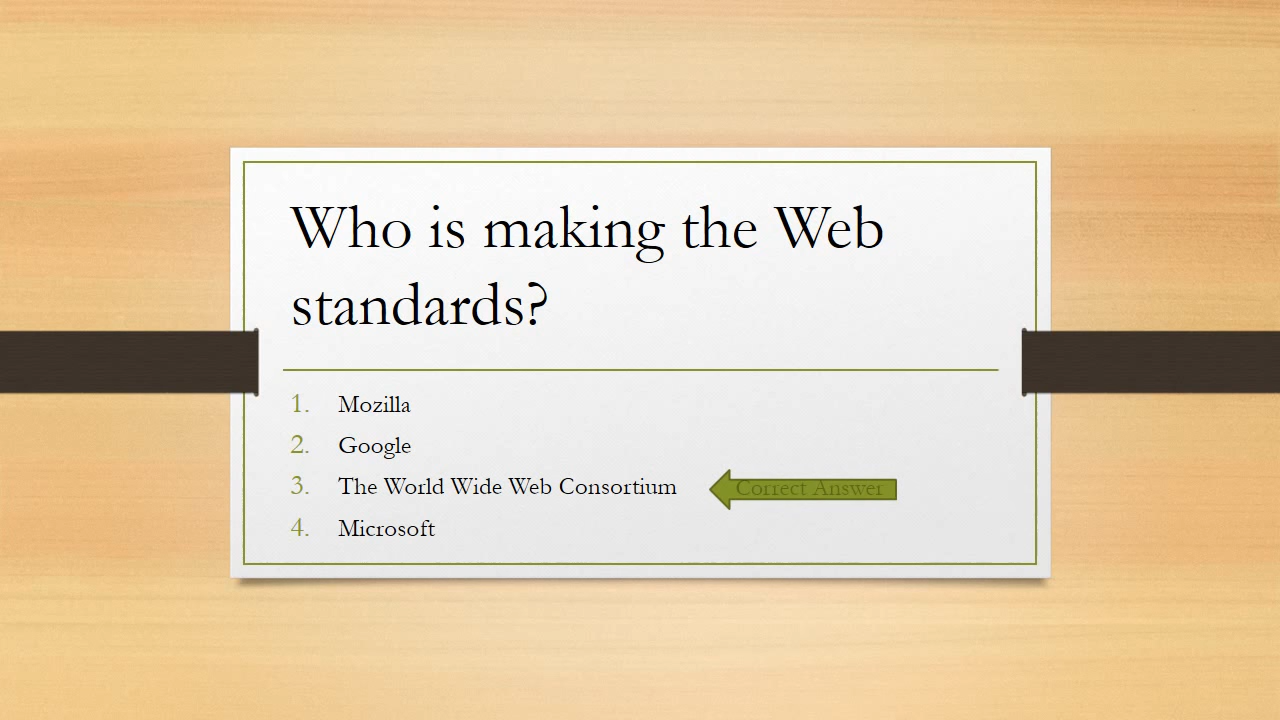 Who is making the Web
standards?
1. Mozilla
2. Google
3. The World Wide Web Consortium
Correct Answer
4. Microsoft